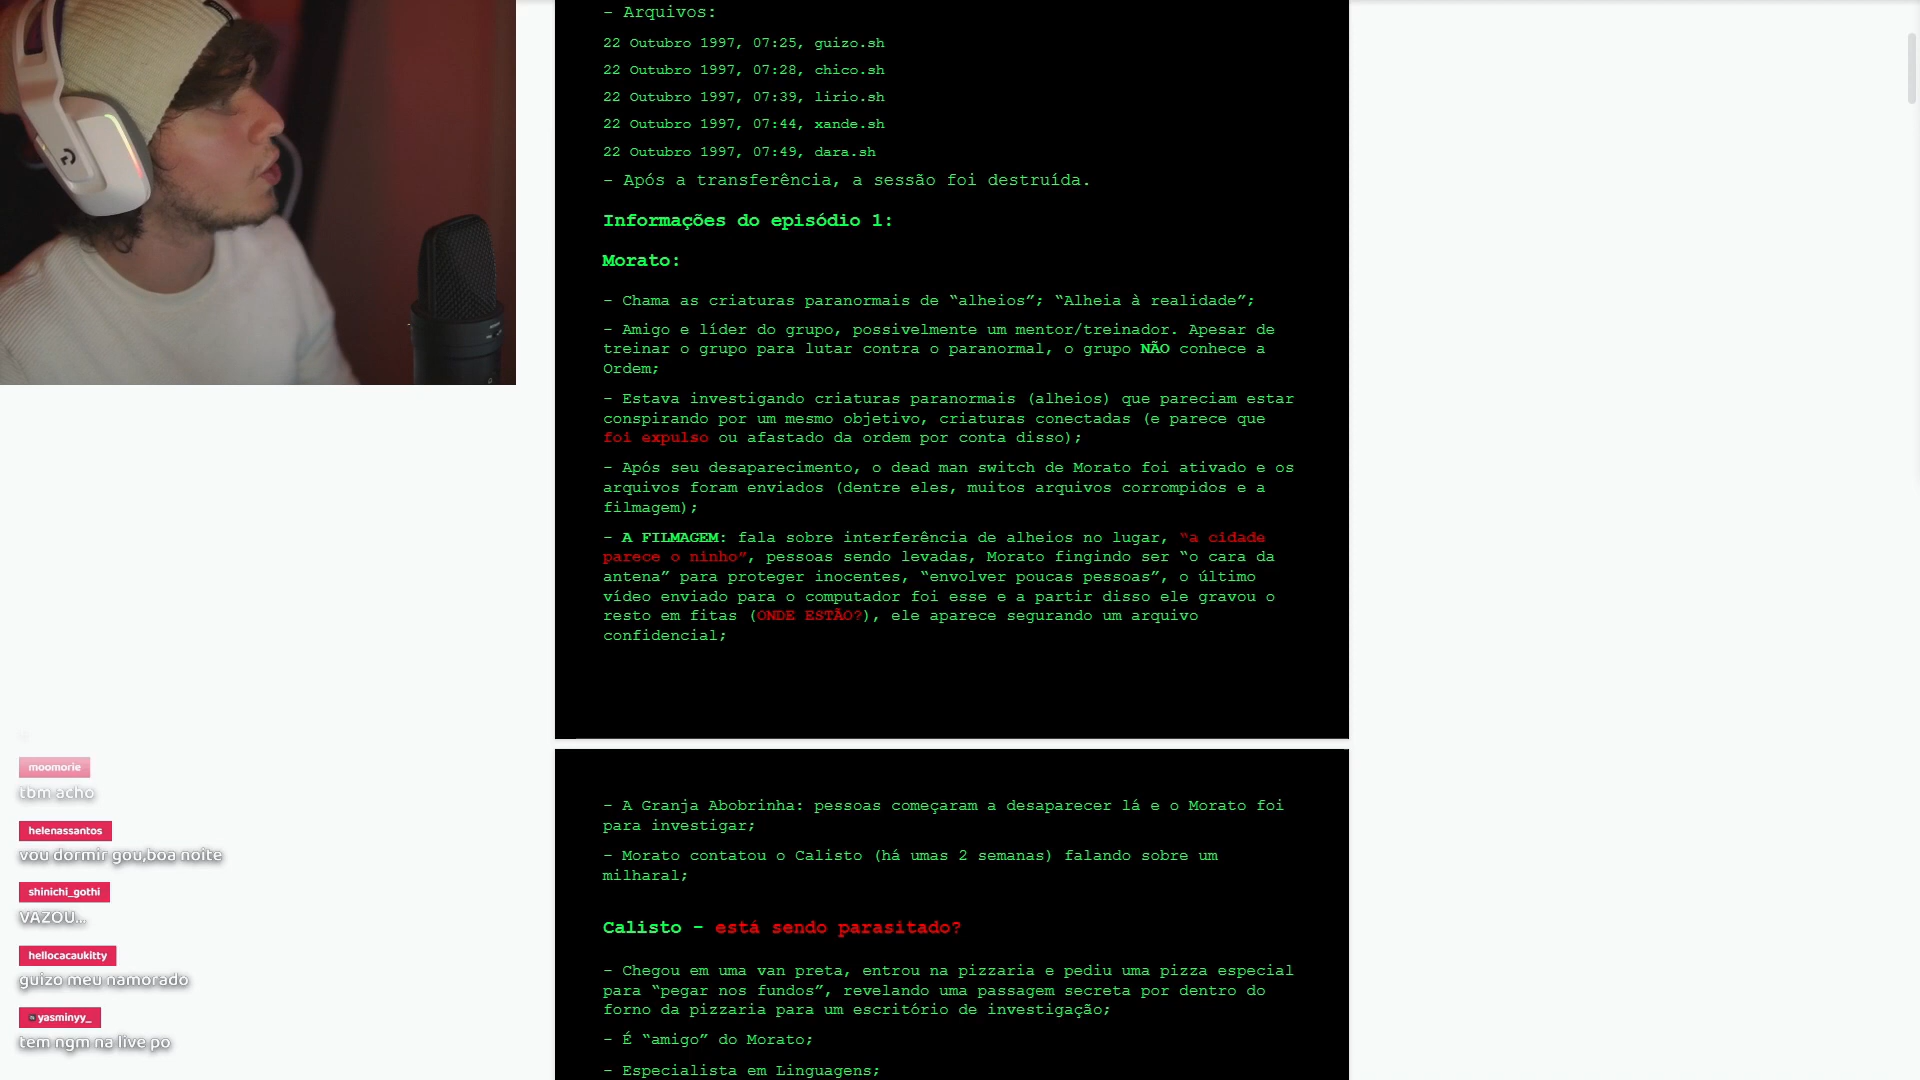 - Arquivos:
22 Outubro 1997, 07:25, guizo.sh
22 Outubro 1997, 07:28, chico.sh
22 Outubro 1997, 07:39, lirio.sh
22 Outubro 1997, 07:44, xande.sh
22 Outubro 1997, 07:49, dara.sh
- Após a transferência, a sessão foi destruída.
Informações do episódio 1:
Morato:
- Chama as criaturas paranormais de “alheios”; “Alheia à realidade”;
- Amigo e líder do grupo, possivelmente um mentor/treinador. Apesar de
treinar o grupo para lutar contra o paranormal, o grupo NÃO conhece a
Ordem;
- Estava investigando criaturas paranormais (alheios) que pareciam estar
conspirando por um mesmo objetivo, criaturas conectadas (e parece que
foi expulso ou afastado da ordem por conta disso);
- Após seu desaparecimento, o dead man switch de Morato foi ativado e os
arquivos foram enviados (dentre eles, muitos arquivos corrompidos e a
filmagem);
- A FILMAGEM: fala sobre interferência de alheios no lugar, “a cidade
parece o ninho”, pessoas sendo levadas, Morato fingindo ser “o cara da
antena” para proteger inocentes, “envolver poucas pessoas”, o último
vídeo enviado para o computador foi esse e a partir disso ele gravou o
resto em fitas (ONDE ESTÃO?), ele aparece segurando um arquivo
confidencial;
- A Granja Abobrinha: pessoas começaram a desaparecer lá e o Morato foi
para investigar;
- Morato contatou o Calisto (há umas 2 semanas) falando sobre um
milharal;
Calisto - está sendo parasitado?
- Chegou em uma van preta, entrou na pizzaria e pediu uma pizza especial
para “pegar nos fundos”, revelando uma passagem secreta por dentro do
forno da pizzaria para um escritório de investigação;
- É “amigo” do Morato;
- Especialista em Linguagens;
moomorie
tbm acho
helenassantos
vou dormir gou,boa noite
shinichi_gothi
VAZOU...
hellocacaukitty
guizo meu namorado
yasminyy_
tem ngm na live po